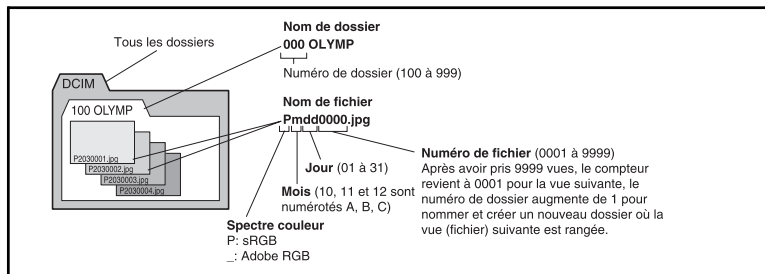 Nom de dossier
000 OLYMP
Tous les dossiers
Numéro de dossier (100 à 999)
DCIM
100 OLYMP
P2030001.jpg
P2030002.jpg
P2030003.jpg
P2030004.jpg
Nom de fichier
Pmdd0000.jpg
Jour (01 à 31)
Mois (10, 11 et 12 sont
numérotés A, B, C)
Spectre couleur
P: sRGB
_: Adobe RGB
Numéro de fichier (0001 à 9999)
Après avoir pris 9999 vues, le compteur
revient à 0001 pour la vue suivante, le
numéro de dossier augmente de 1 pour
nommer et créer un nouveau dossier où la
vue (fichier) suivante est rangée.